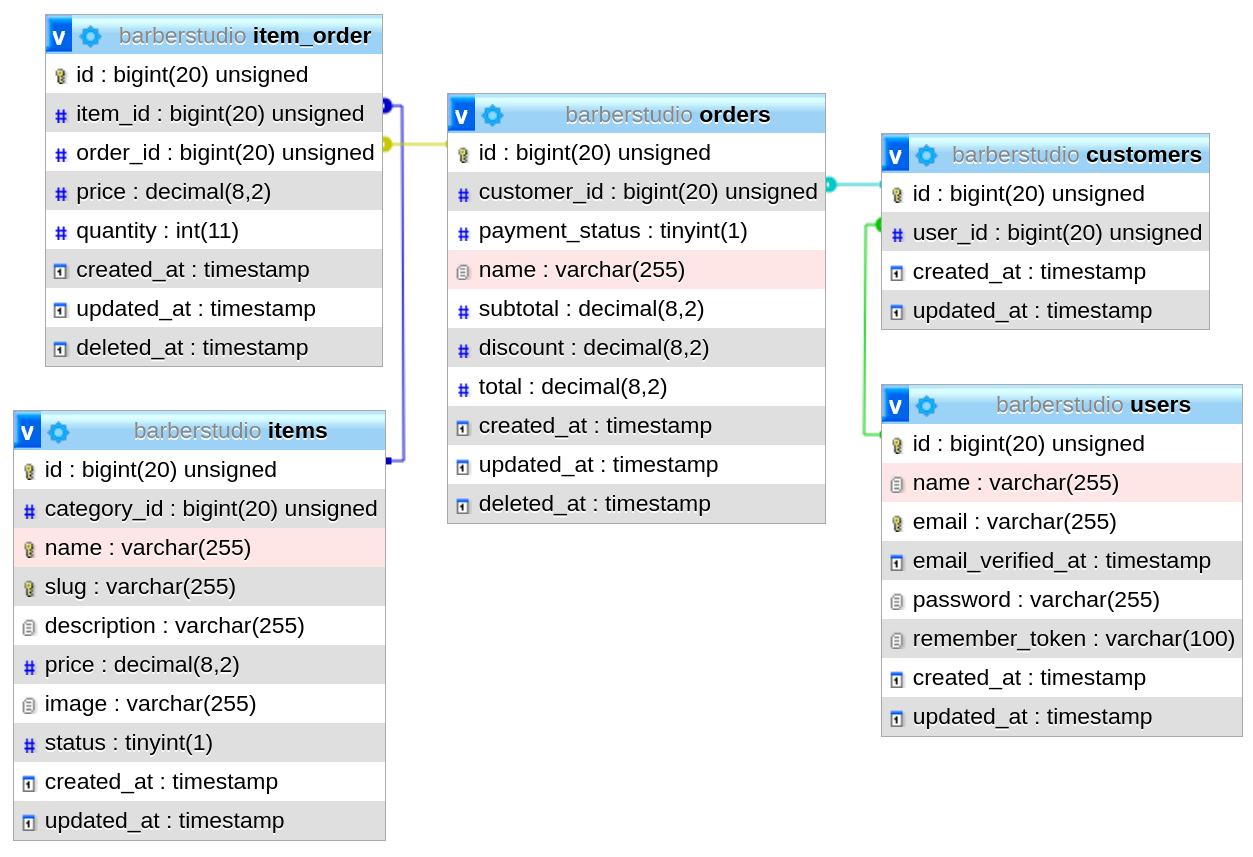 v barberstudio item_order
id : bigint(20) unsigned
item_id : bigint(20) unsigned
order_id : bigint(20) unsigned
price : decimal(8,2)
quantity : int(11)
created_at : timestamp
updated_at : timestamp
deleted_at : timestamp
v barberstudio items
id : bigint(20) unsigned
category_id : bigint(20) unsigned
name : varchar(255)
slug : varchar(255)
description : varchar(255)
price : decimal(8,2)
image : varchar(255)
status : tinyint(1)
created_at : timestamp
updated_at : timestamp
v barberstudio orders
id : bigint(20) unsigned
customer_id : bigint(20) unsigned
payment_status : tinyint(1)
name : varchar(255)
subtotal : decimal(8,2)
discount : decimal(8,2)
total : decimal(8,2)
created_at : timestamp
updated_at : timestamp
deleted_at : timestamp
v barberstudio customers
id : bigint(20) unsigned
user_id : bigint(20) unsigned
created_at : timestamp
updated_at : timestamp
v barberstudio users
id : bigint(20) unsigned
name : varchar(255)
email : varchar(255)
email_verified_at : timestamp
password : varchar(255)
remember_token : varchar(100)
created_at : timestamp
updated_at : timestamp